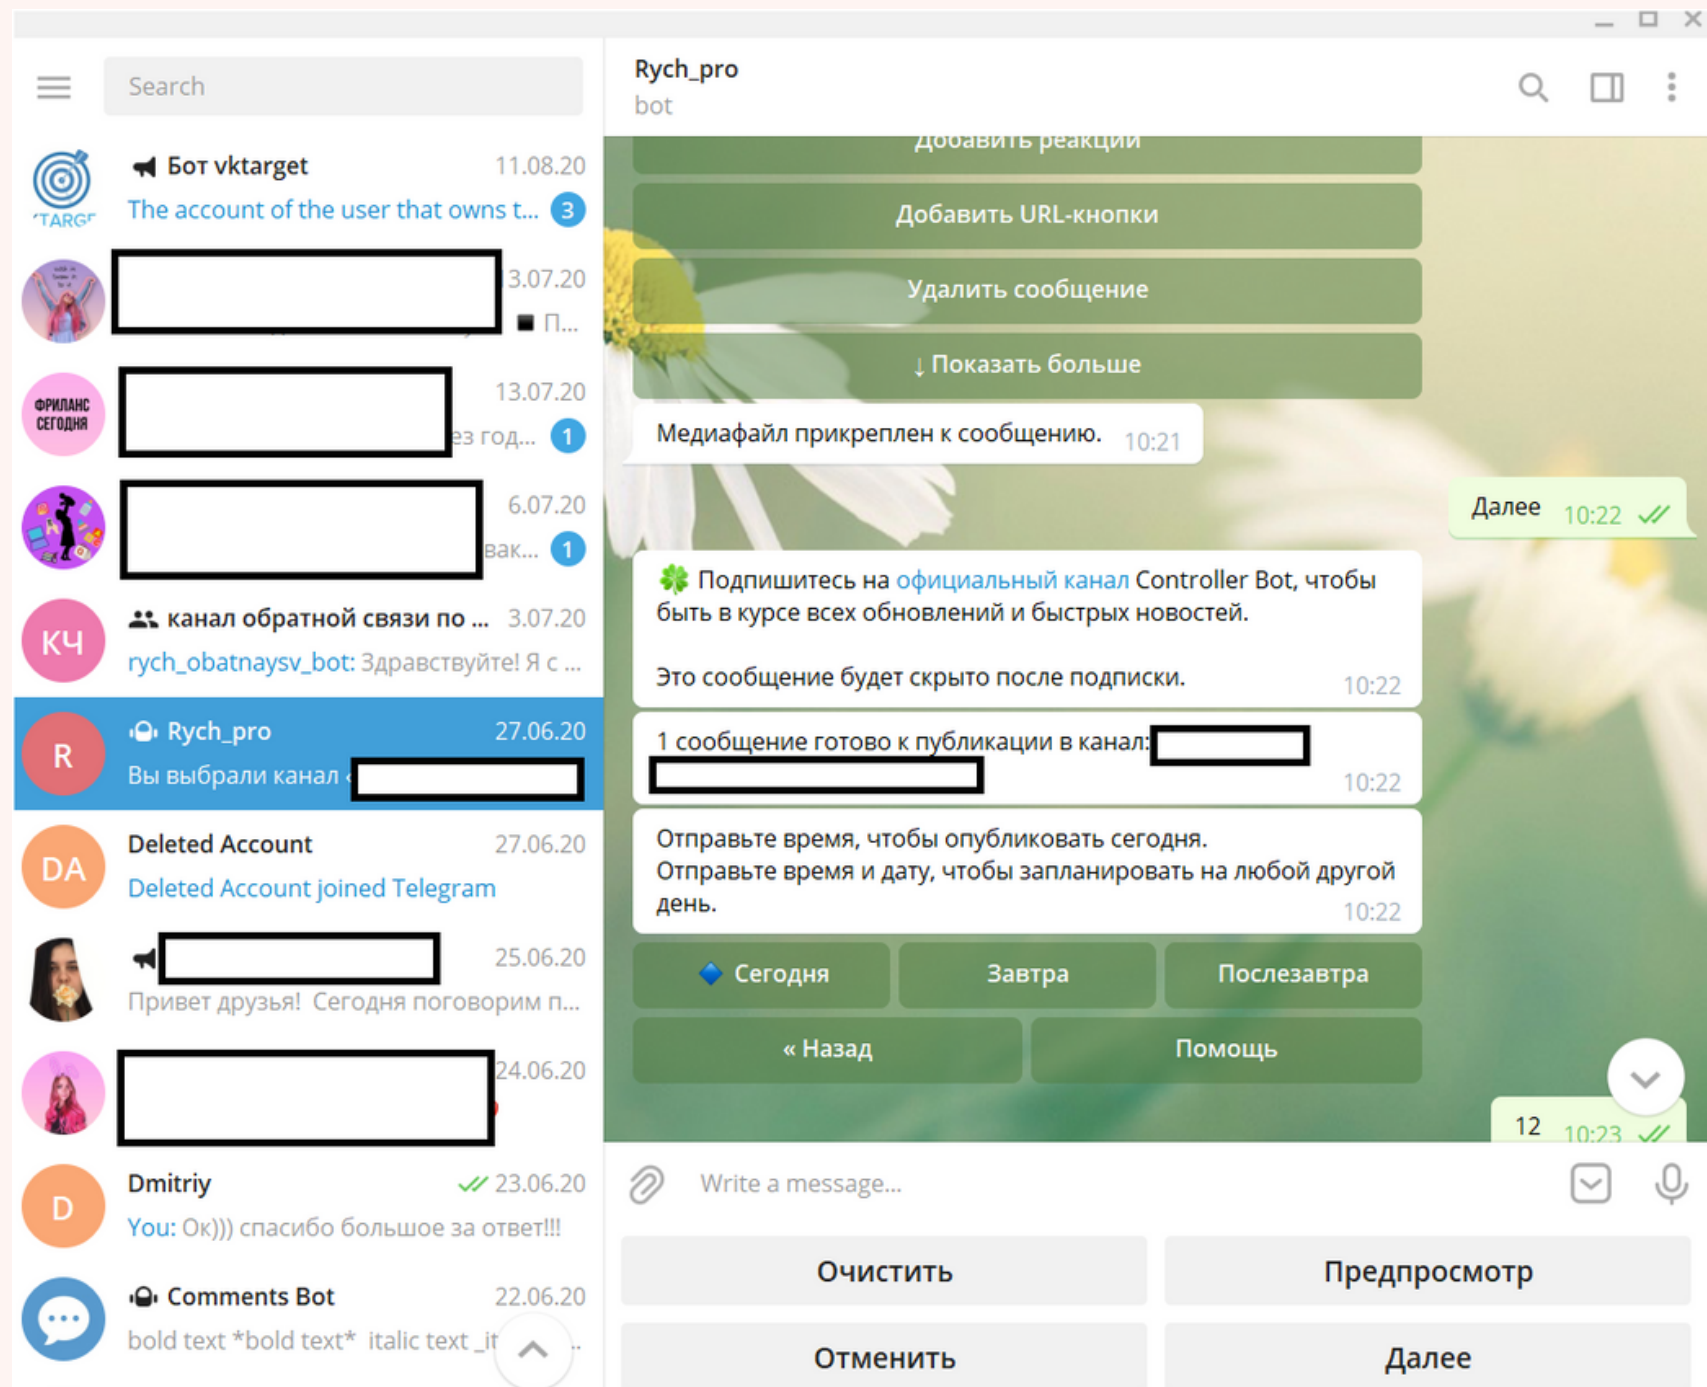 Search
Бот vktarget
11.08.20
The account of the user that owns t...
3
3.07.20
П...
ФРИЛАНС
СЕГОДНЯ
13.07.20
ез год...
1
6.07.20
вак...
1
КЧ
канал обратной связи по ...
3.07.20
rych_obatnaysv_bot: Здравствуйте! Я с ...
R
Rych_pro
27.06.20
Вы выбрали канал
DA
Deleted Account
27.06.20
Deleted Account joined Telegram
25.06.20
Привет друзья! Сегодня поговорим п...
24.06.20
D
Dmitriy
23.06.20
You: Ок))) спасибо большое за ответ!!!
Comments Bot
22.06.20
bold text *bold text* italic text _it
Rych_pro
bot
Добавить реакции
Добавить URL-кнопки
Удалить сообщение
↓ Показать больше
Медиафайл прикреплен к сообщению. 10:21
Далее 10:22
🍀 Подпишитесь на официальный канал Controller Bot, чтобы
быть в курсе всех обновлений и быстрых новостей.
Это сообщение будет скрыто после подписки. 10:22
1 сообщение готово к публикации в канал:
10:22
Отправьте время, чтобы опубликовать сегодня.
Отправьте время и дату, чтобы запланировать на любой другой
день. 10:22
🔷 Сегодня
Завтра
Послезавтра
« Назад
Помощь
12 10:23
Write a message...
Очистить
Предпросмотр
Отменить
Далее